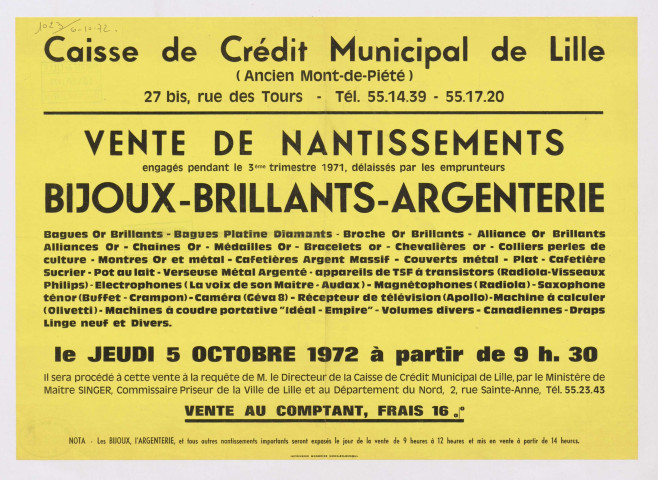 1023 6-10-72.
Caisse de Crédit Municipal de Lille
(Ancien Mont-de-Piété)
27 bis, rue des Tours - Tél. 55.14.39 - 55.17.20
VENTE DE NANTISSEMENTS
engagés pendant le 3ème trimestre 1971, délaissés par les emprunteurs
BIJOUX-BRILLANTS-ARGENTERIE
Bagues Or Brillants - Bagues Platine Diamants - Broche Or Brillants - Alliance Or Brillants
Alliances Or - Chaines Or - Médailles Or - Bracelets or - Chevalières or - Colliers perles de
culture - Montres Or et métal - Cafetières Argent Massif - Couverts métal - Plat - Cafetière
Sucrier - Pot au lait - Verseuse Métal Argenté - appareils de TSF à transistors (Radiola-Visseaux
Philips) - Electrophones (La voix de son Maitre - Audax) - Magnétophones (Radiola) - Saxophone
ténor (Buffet - Crampon) - Caméra (Géva 8) - Récepteur de télévision (Apollo) - Machine à calculer
(Olivetti) - Machines à coudre portative "Idéal - Empire" - Volumes divers - Canadiennes - Draps
Linge neuf et Divers.
le JEUDI 5 OCTOBRE 1972 à partir de 9 h. 30
Il sera procédé à cette vente à la requête de M. le Directeur de la Caisse de Crédit Municipal de Lille, par le Ministère de
Maître SINGER, Commissaire Priseur de la Ville de Lille et au Département du Nord, 2, rue Sainte-Anne, Tél. 55.23.43
VENTE AU COMPTANT, FRAIS 16 %
NOTA - Les BIJOUX, l'ARGENTERIE, et tous autres nantissements importants seront exposés le jour de la vente de 9 heures à 12 heures et mis en vente à partir de 14 heures.